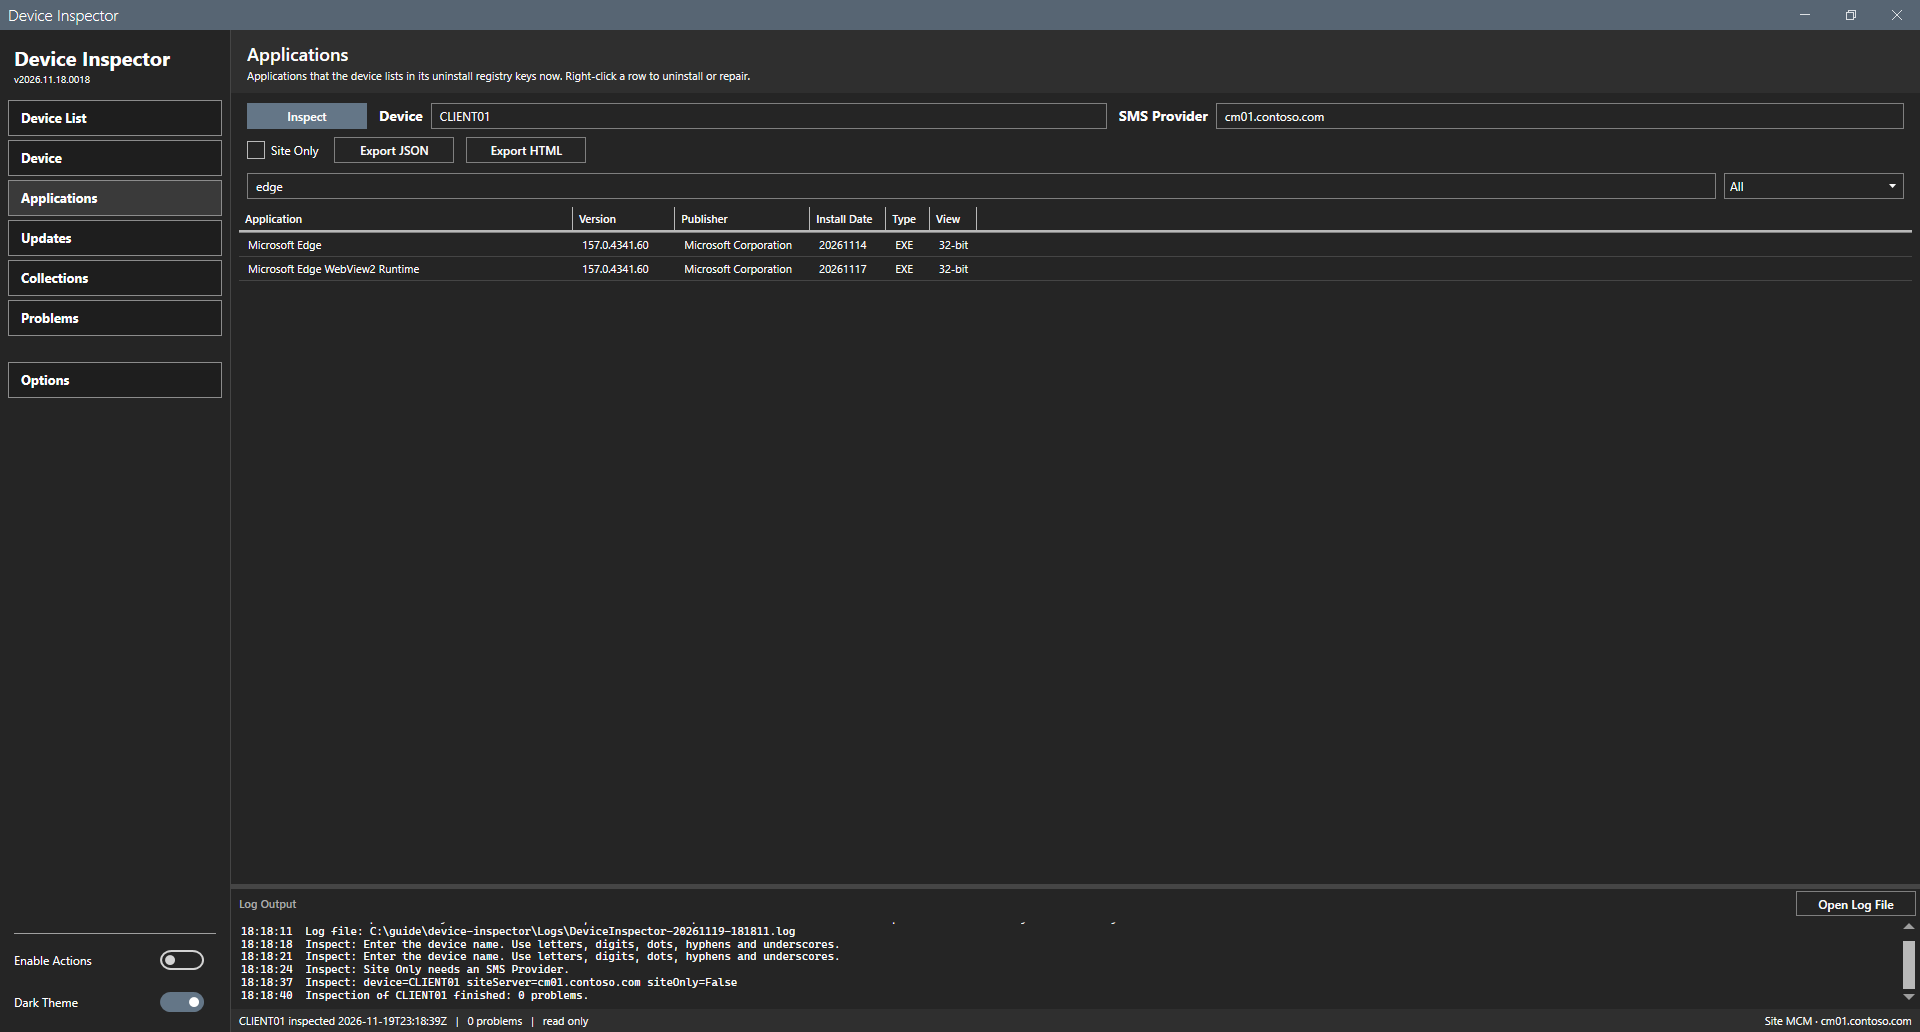 Device Inspector
Device Inspector
v2026.11.18.0018
Device List
Device
Applications
Updates
Collections
Problems
Options
Enable Actions
Dark Theme
Applications
Applications that the device lists in its uninstall registry keys now. Right-click a row to uninstall or repair.
Inspect Device CLIENT01 SMS Provider cm01.contoso.com
Site Only Export JSON Export HTML
edge All
Application Version Publisher Install Date Type View
Microsoft Edge 157.0.4341.60 Microsoft Corporation 20261114 EXE 32-bit
Microsoft Edge WebView2 Runtime 157.0.4341.60 Microsoft Corporation 20261117 EXE 32-bit
Log Output Open Log File
18:18:11 Log file: C:\guide\device-inspector\Logs\DeviceInspector-20261119-181811.log
18:18:18 Inspect: Enter the device name. Use letters, digits, dots, hyphens and underscores.
18:18:21 Inspect: Enter the device name. Use letters, digits, dots, hyphens and underscores.
18:18:24 Inspect: Site Only needs an SMS Provider.
18:18:37 Inspect: device=CLIENT01 siteServer=cm01.contoso.com siteOnly=False
18:18:40 Inspection of CLIENT01 finished: 0 problems.
CLIENT01 inspected 2026-11-19T23:18:39Z | 0 problems | read only Site MCM · cm01.contoso.com